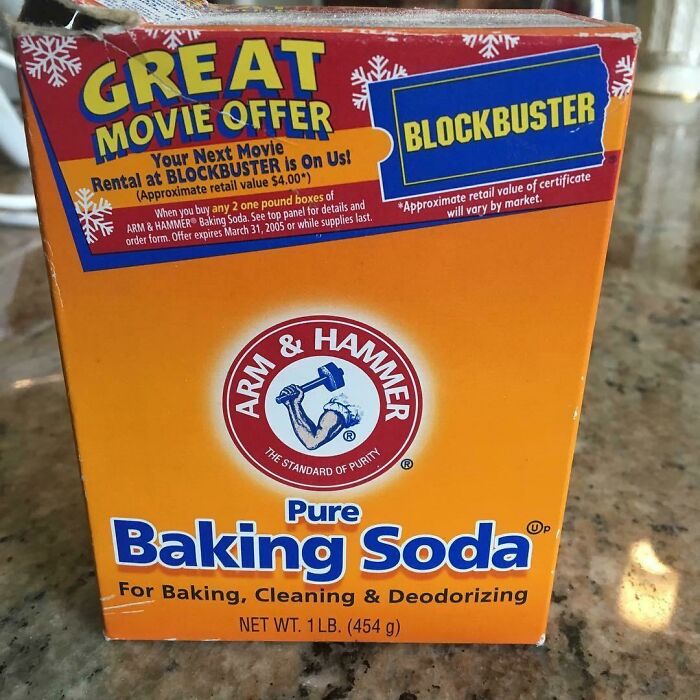 GREAT
MOVIE OFFER
Your Next Movie
Rental at BLOCKBUSTER is On Us!
(Approximate retail value $4.00*)
When you buy any 2 one pound boxes of
ARM & HAMMER® Baking Soda. See top panel for details and
order form. Offer expires March 31, 2005 or while supplies last.
BLOCKBUSTER
®
*Approximate retail value of certificate
will vary by market.
ARM & HAMMER
®
THE STANDARD OF PURITY
®
Pure
Baking Soda
Ⓤp
For Baking, Cleaning & Deodorizing
NET WT. 1 LB. (454 g)